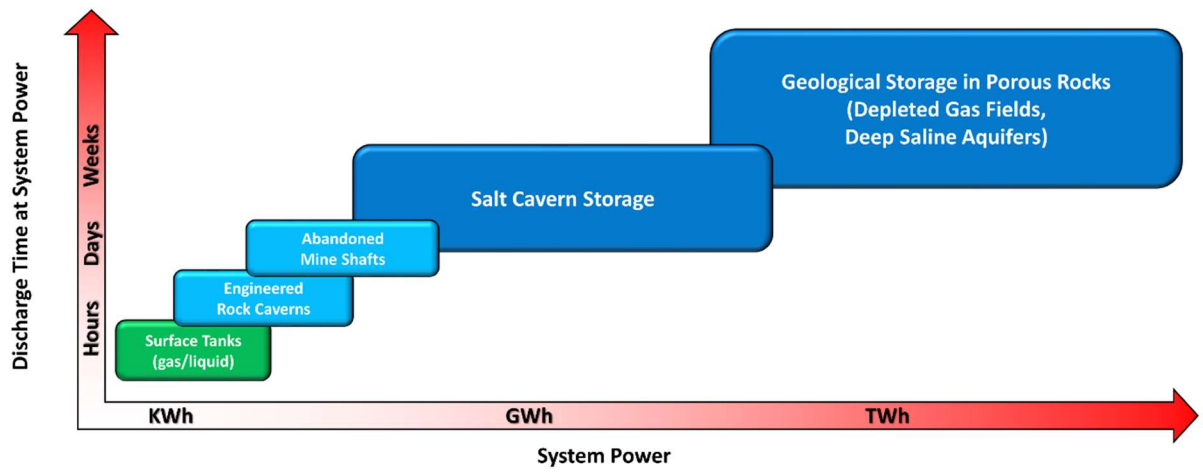 Discharge Time at System Power
Weeks
Days
Hours
Geological Storage in Porous Rocks
(Depleted Gas Fields,
Deep Saline Aquifers)
Salt Cavern Storage
Abandoned
Mine Shafts
Engineered
Rock Caverns
Surface Tanks
(gas/liquid)
KWh
GWh
TWh
System Power